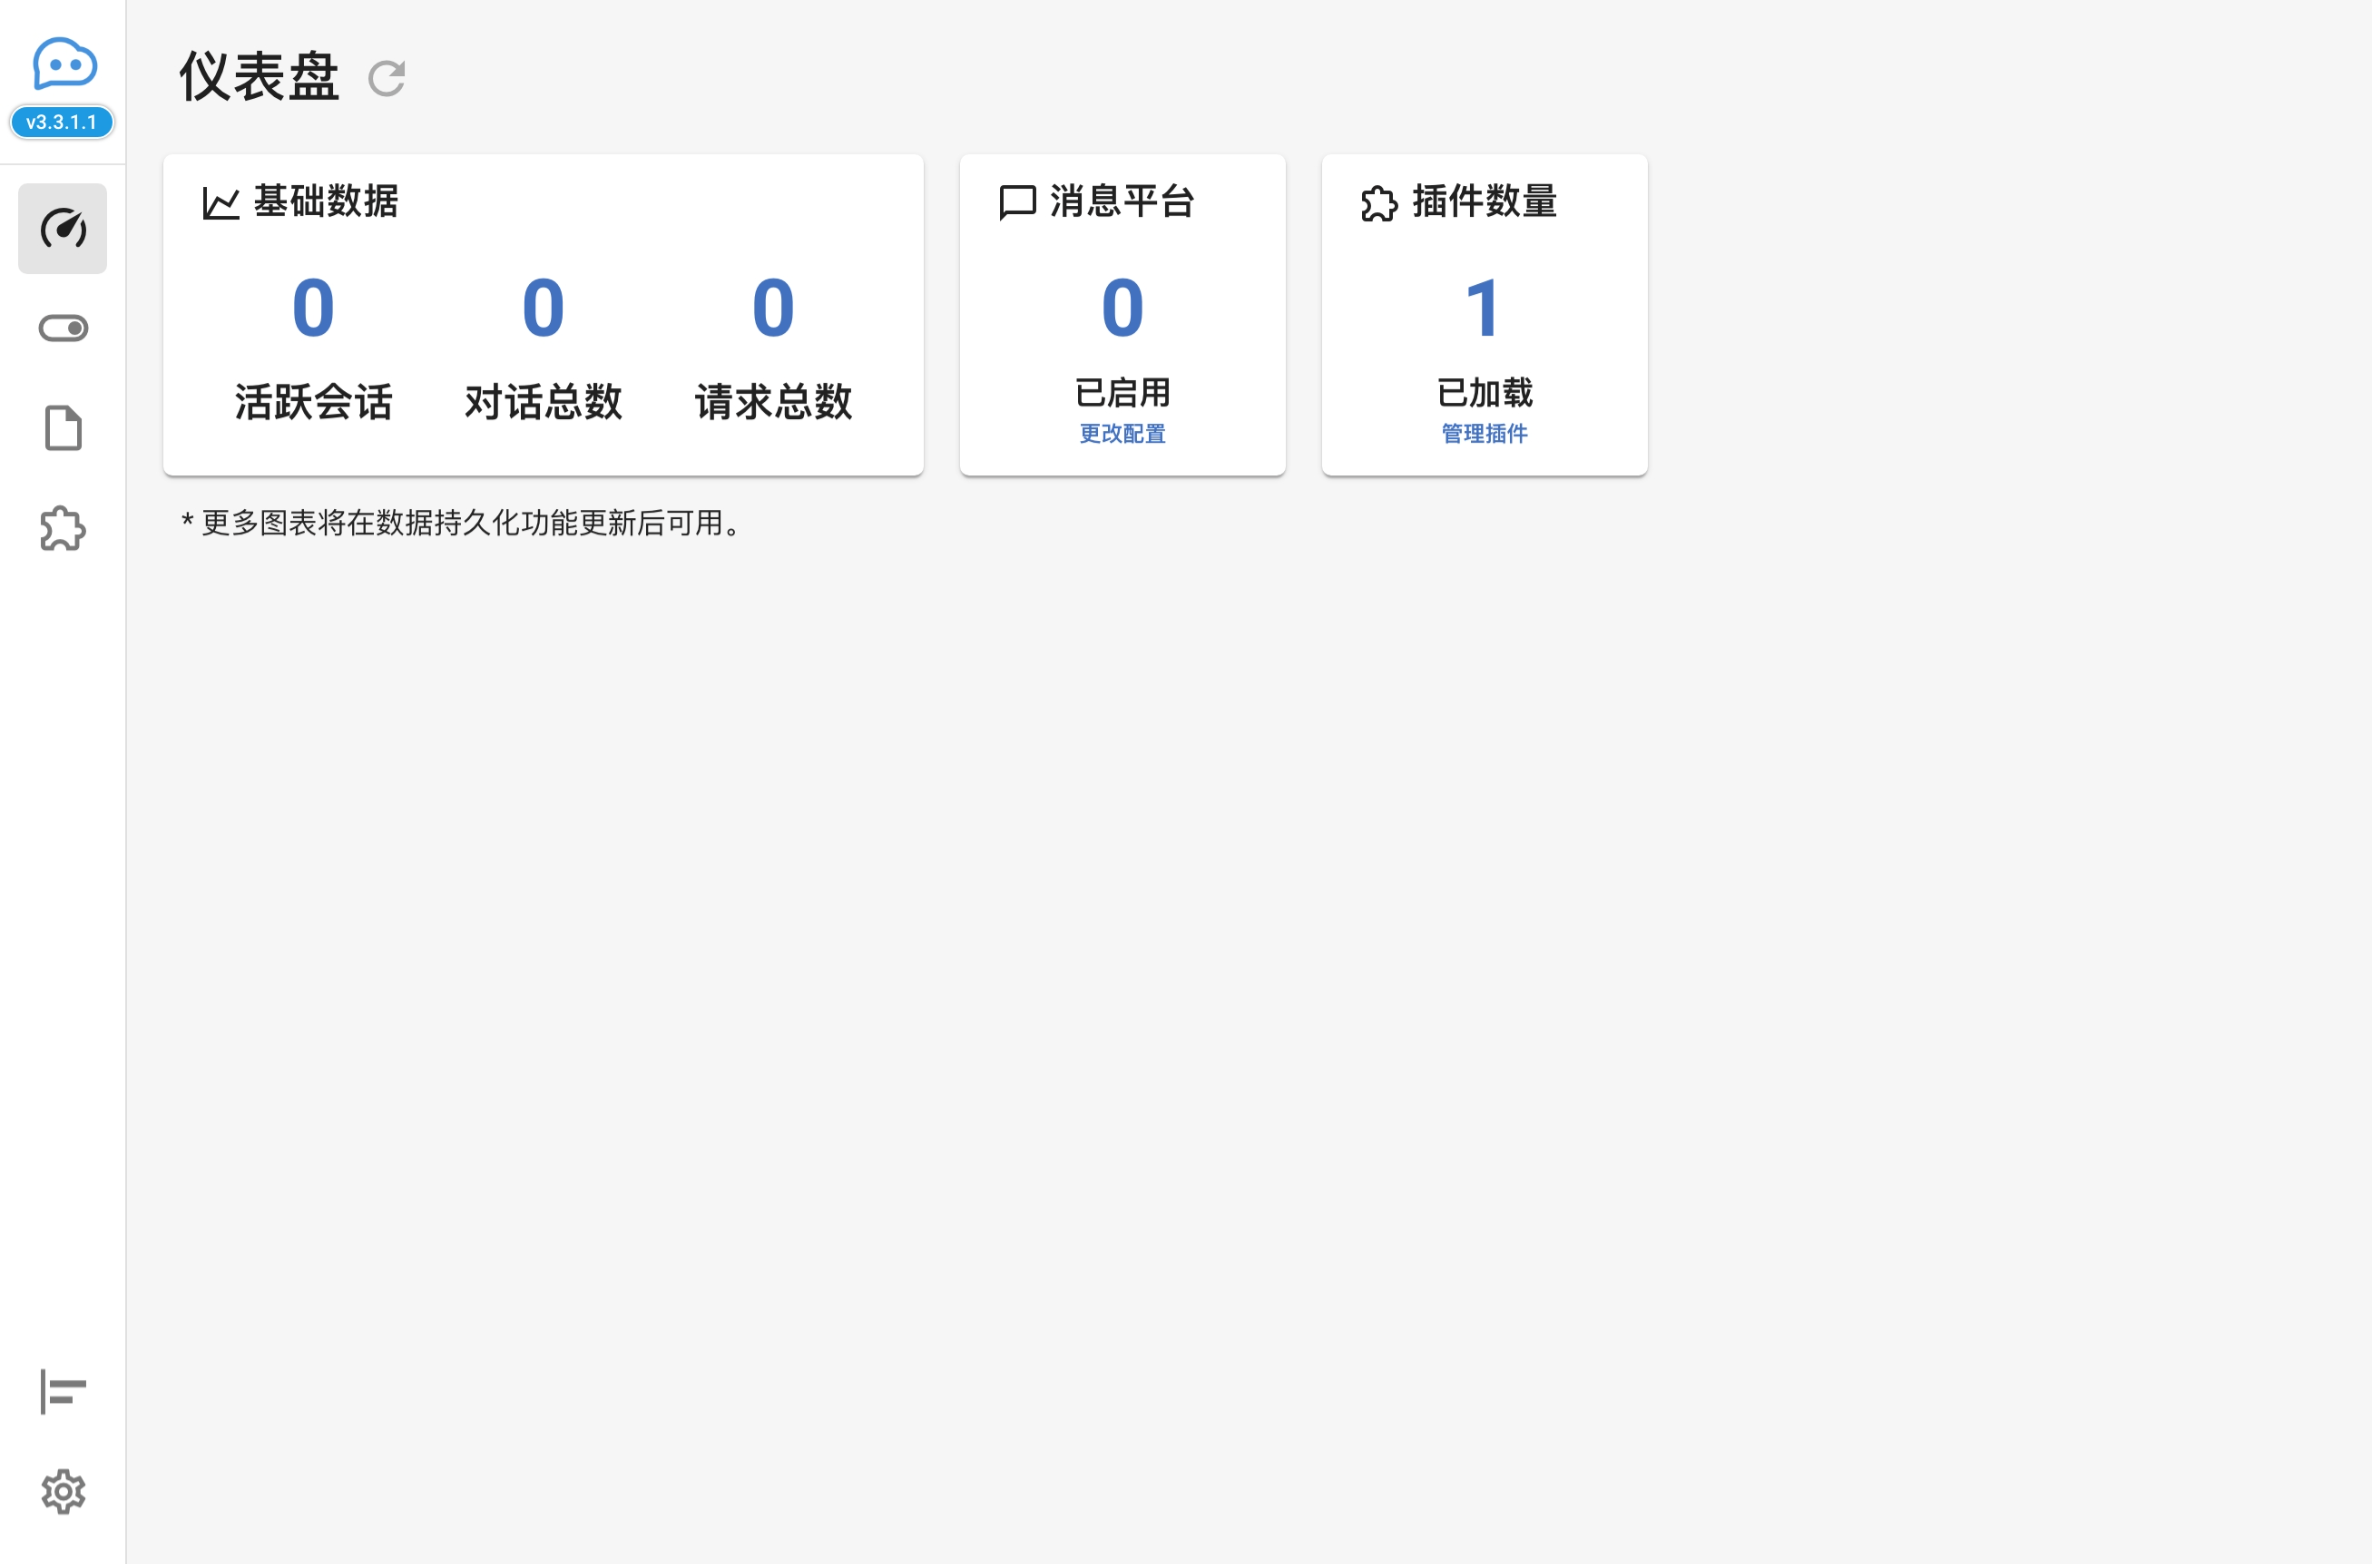 v3.3.1.1
仪表盘
基础数据
0
活跃会话
0
对话总数
0
请求总数
消息平台
0
已启用
更改配置
插件数量
1
已加载
管理插件
* 更多图表将在数据持久化功能更新后可用。